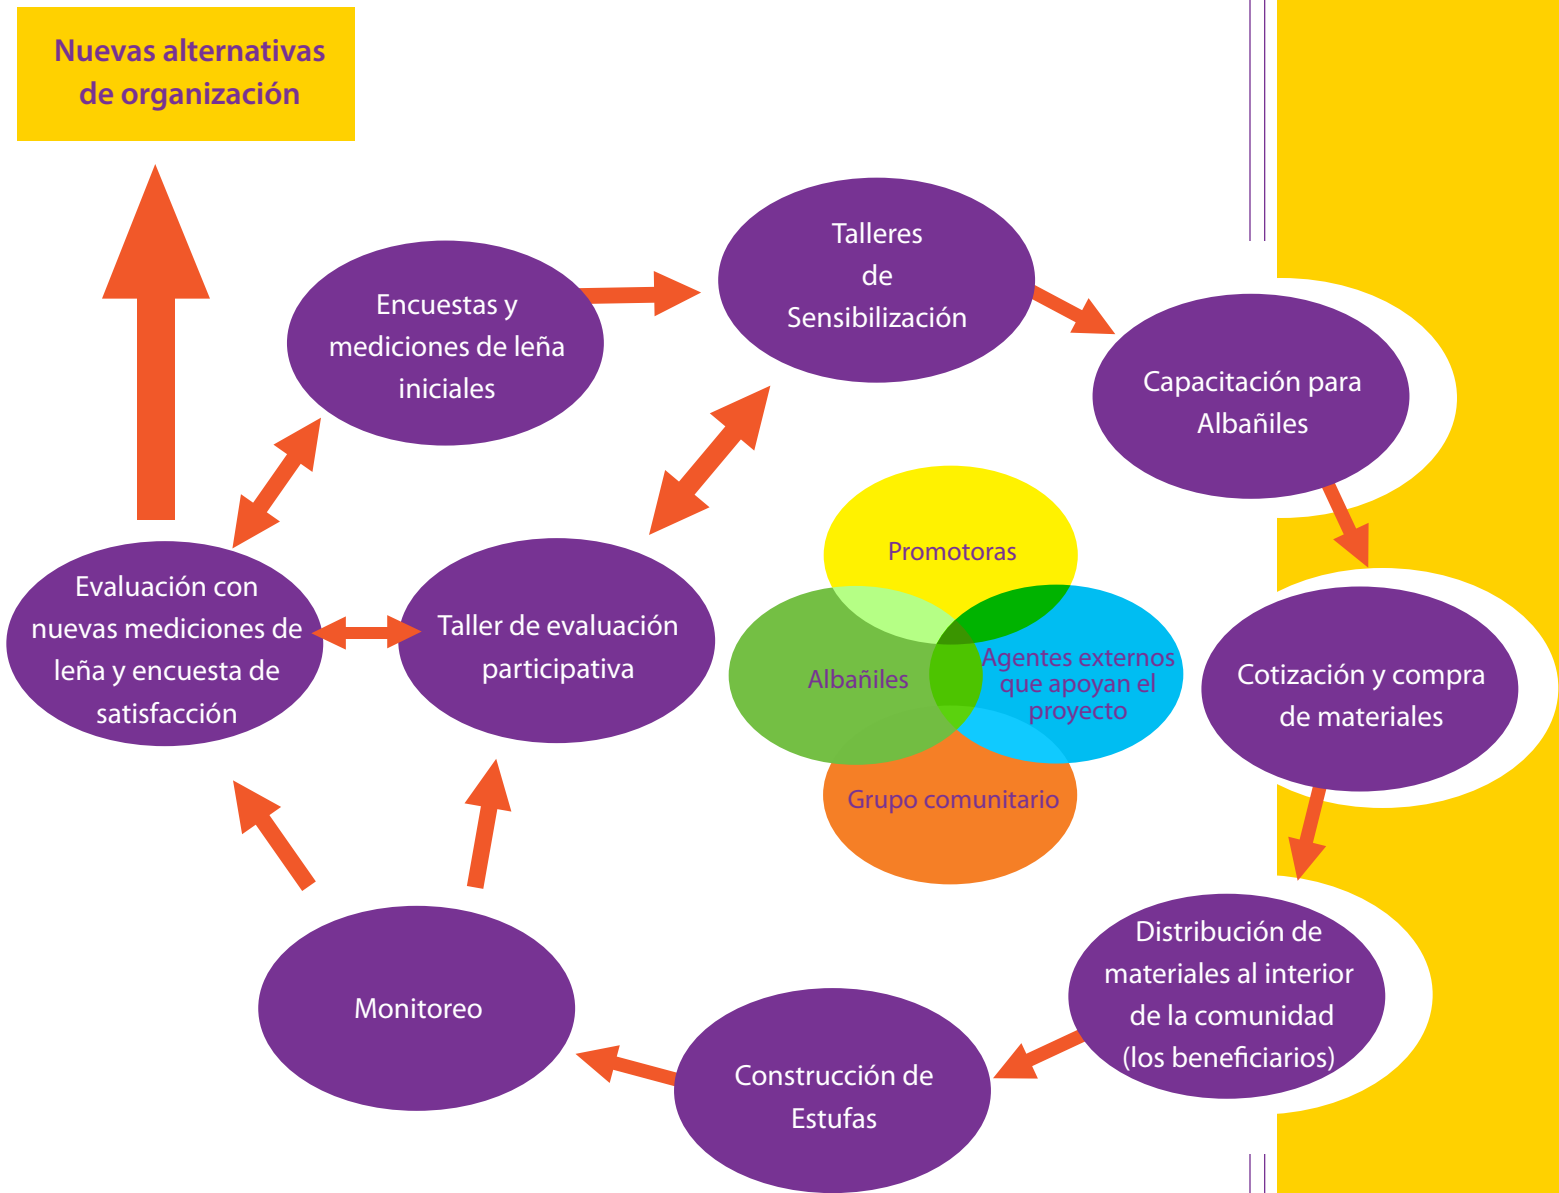 Nuevas alternativas
de organización
Encuestas y
mediciones de leña
iniciales
Talleres
de
Sensibilización
Capacitación para
Albañiles
Cotización y compra
de materiales
Distribución de
materiales al interior
de la comunidad
(los beneficiarios)
Construcción de
Estufas
Monitoreo
Evaluación con
nuevas mediciones de
leña y encuesta de
satisfacción
Taller de evaluación
participativa
Promotoras
Albañiles
Agentes externos
que apoyan el
proyecto
Grupo comunitario